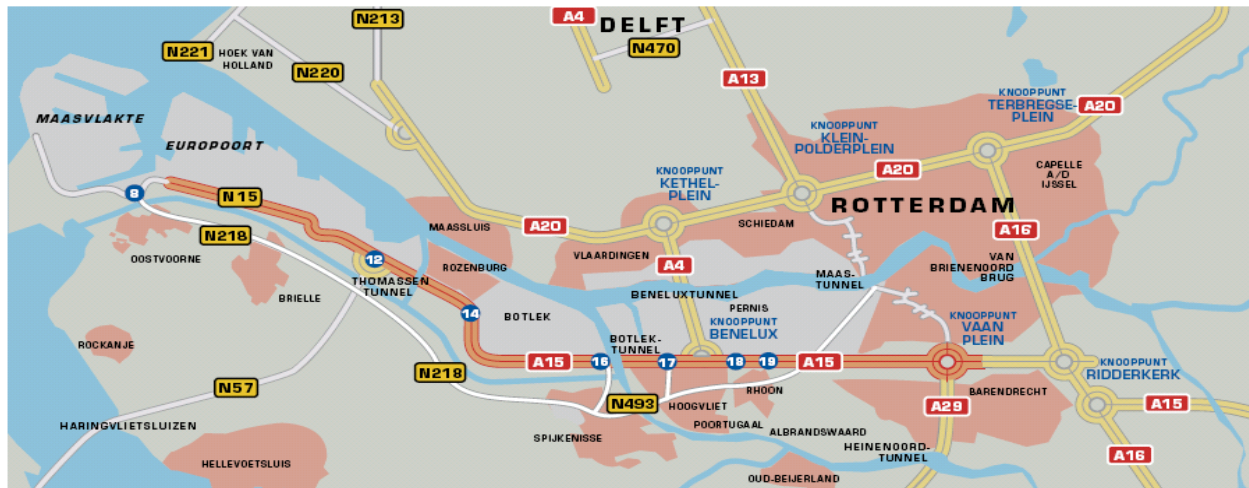 N213
A4
DELFT
N470
N221
HOEK VAN
HOLLAND
N220
A13
KNOOPPUNT
TERBREGSE-
PLEIN
A20
MAASVLAKTE
EUROPOORT
KNOOPPUNT
KLEIN-
POLDERPLEIN
A20
CAPELLE
A/D
IJSSEL
KNOOPPUNT
KETHEL-
PLEIN
8
N15
ROTTERDAM
N218
MAASSLUIS
A20
SCHIEDAM
A16
OOSTVOORNE
12
THOMASSEN
TUNNEL
ROZENBURG
VLAARDINGEN
A4
MAAS-
TUNNEL
VAN
BRIENENOORD
BRUG
BRIELLE
BENELUXTUNNEL
PERNIS
14
BOTLEK
KNOOPPUNT
BENELUX
KNOOPPUNT
VAAN
PLEIN
ROCKANJE
BOTLEK-
TUNNEL
A15
16
17
18
19
A15
KNOOPPUNT
RIDDERKERK
N218
N57
N493
HOOGVLIET
RHOON
BARENDRECHT
A29
A15
HARINGVLIETSLUIZEN
SPIJKENISSE
POORTUGAAL
ALBRANDSWAARD
HEINENOORD-
TUNNEL
A16
HELLEVOETSLUIS
OUD-BEIJERLAND